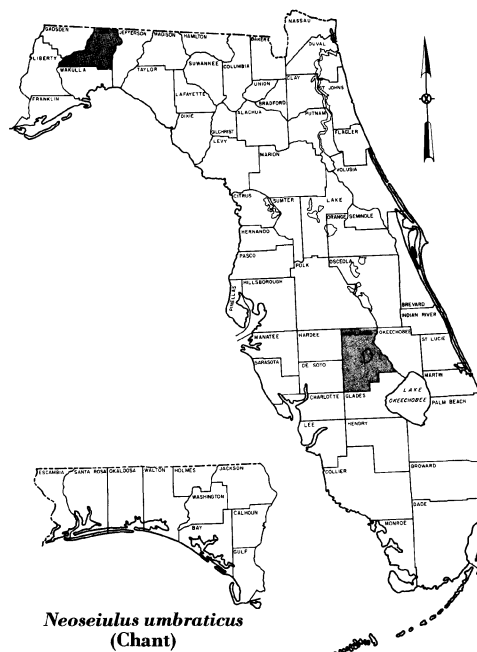 NASSAU
GADSDEN
JEFFERSON
MADISON
HAMILTON
BAKER
DUVAL
LIBERTY
WAKULLA
TAYLOR
SUWANNEE
COLUMBIA
UNION
CLAY
ST JOHNS
FRANKLIN
LAFAYETTE
BRADFORD
DIXIE
GILCHRIST
ALACHUA
PUTNAM
FLAGLER
LEVY
MARION
VOLUSIA
CITRUS
SUMTER
LAKE
HERNANDO
ORANGE
SEMINOLE
PASCO
POLK
OSCEOLA
HILLSBOROUGH
PINELLAS
BREVARD
INDIAN RIVER
MANATEE
HARDEE
OKEECHOBEE
ST LUCIE
SARASOTA
DE SOTO
MARTIN
CHARLOTTE
GLADES
LAKE
OKEECHOBEE
PALM BEACH
LEE
HENDRY
COLLIER
BROWARD
DADE
MONROE
ESCAMBIA
SANTA ROSA
OKALOOSA
WALTON
HOLMES
JACKSON
WASHINGTON
BAY
CALHOUN
GULF
Neoseiulus umbraticus
(Chant)